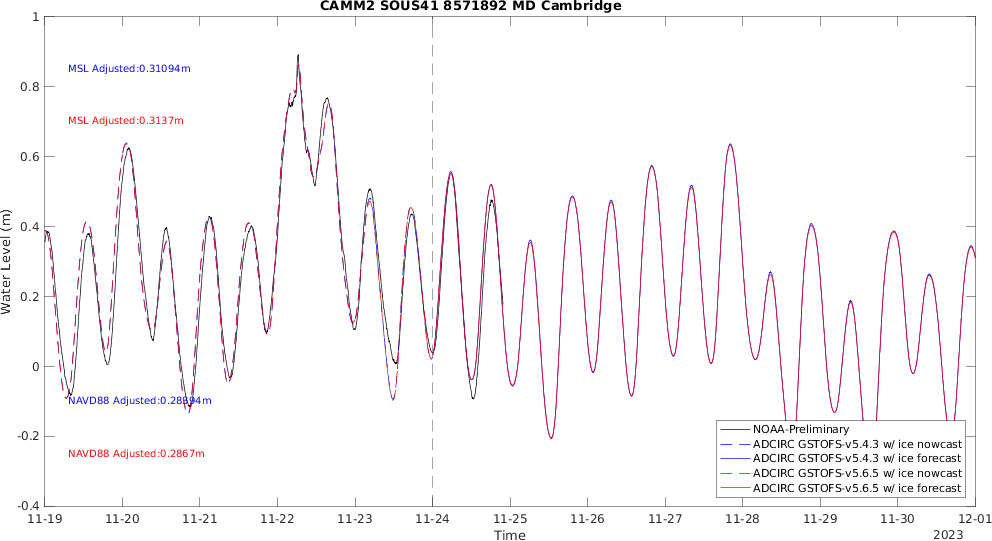 CAMM2 SOUS41 8571892 MD Cambridge
1
0.8
0.6
0.4
0.2
0
-0.2
-0.4
Water Level (m)
MSL Adjusted:0.31094m
MSL Adjusted:0.3137m
NAVD88 Adjusted:0.28394m
NAVD88 Adjusted:0.2867m
NOAA-Preliminary
ADCIRC GSTOFS-v5.4.3 w/ ice nowcast
ADCIRC GSTOFS-v5.4.3 w/ ice forecast
ADCIRC GSTOFS-v5.6.5 w/ ice nowcast
ADCIRC GSTOFS-v5.6.5 w/ ice forecast
11-19 11-20 11-21 11-22 11-23 11-24 11-25 11-26 11-27 11-28 11-29 11-30 12-01
Time
2023